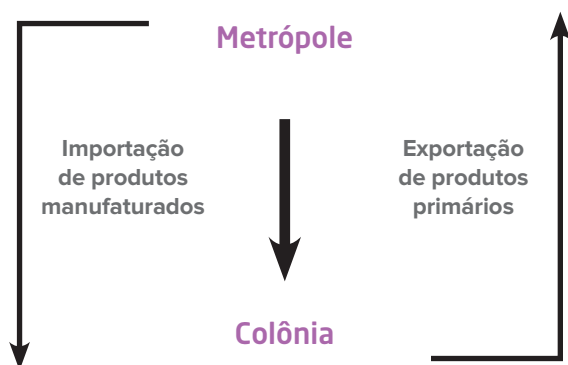 Metrópole
Importação
de produtos
manufaturados
Exportação
de produtos
primários
Colônia